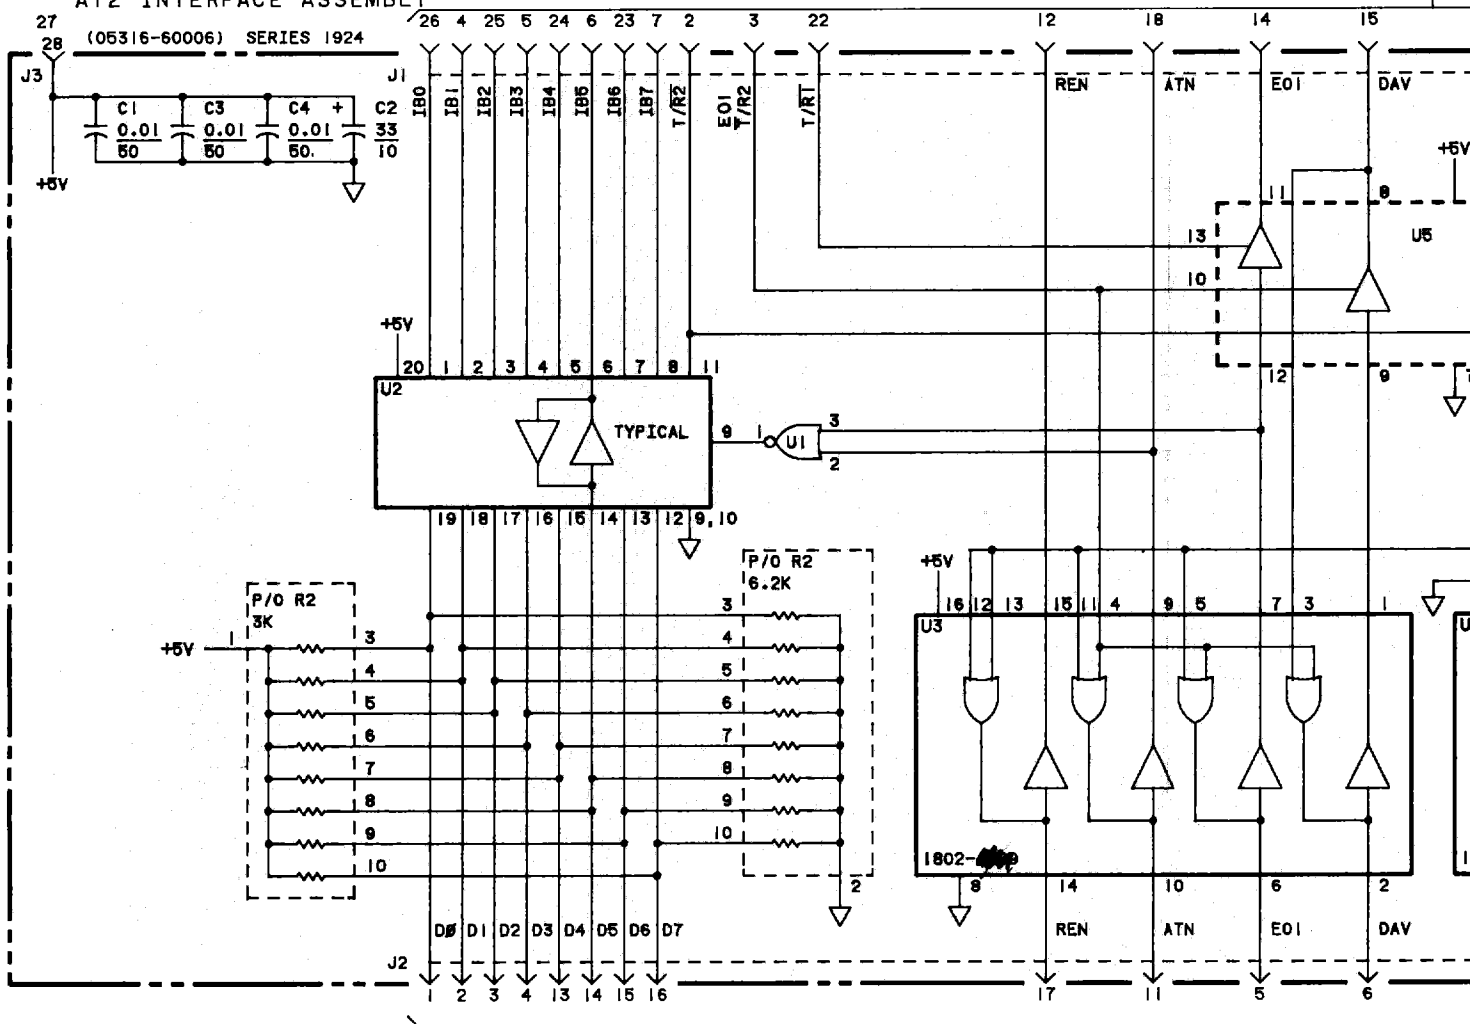 A12 INTERFACE ASSEMBLY
27 26 4 25 5 24 6 23 7 2 3 22 12 18 14 15
28 (05316-60006) SERIES 1924
J3 J1 REN ATN EOI DAV
IB0 IB1 IB2 IB3 IB4 IB5 IB6 IB7 T/R2 EOI T/R2 T/R1
C1 C3 C4 + C2
0.01 0.01 0.01 33
50 50 50. 10
+5V
+5V
11 8
13 U5
10
+5V
20 1 2 3 4 5 6 7 8 11
12 9 7
U2
TYPICAL 9 1 U1 3
2
19 18 17 16 15 14 13 12 9,10
P/O R2
6.2K
+5V
P/O R2
3K
3 16 12 13 15 11 4 9 5 7 3 1
U3 U
+5V 1 3 4
4 5
5 6
6 7
7 8
8 9
9 10
10 1802- 9 1
2 8 14 10 6 2
DØ D1 D2 D3 D4 D5 D6 D7 REN ATN EOI DAV
J2
1 2 3 4 13 14 15 16 17 11 5 6